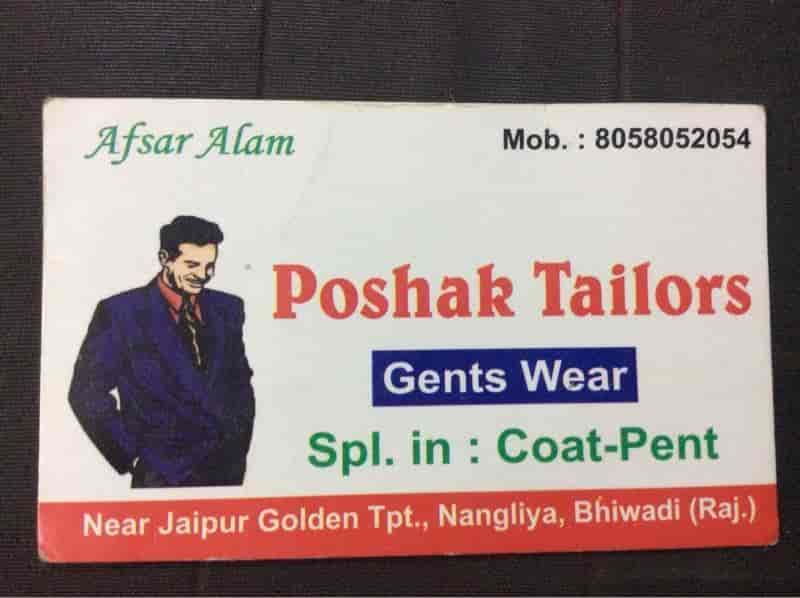 Afsar Alam
Mob. : 8058052054
Poshak Tailors
Gents Wear
Spl. in : Coat-Pent
Near Jaipur Golden Tpt., Nangliya, Bhiwadi (Raj.)